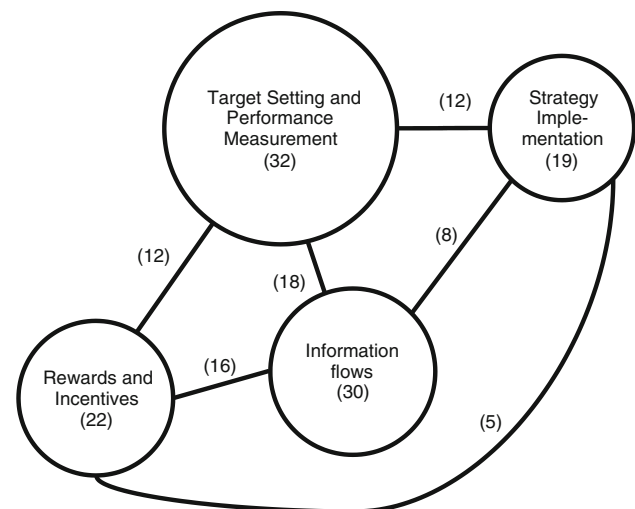 Target Setting and
Performance
Measurement
(32)
(12)
Strategy
Imple-
mentation
(19)
(12)
(18)
(8)
Rewards and
Incentives
(22)
(16)
Information
flows
(30)
(5)